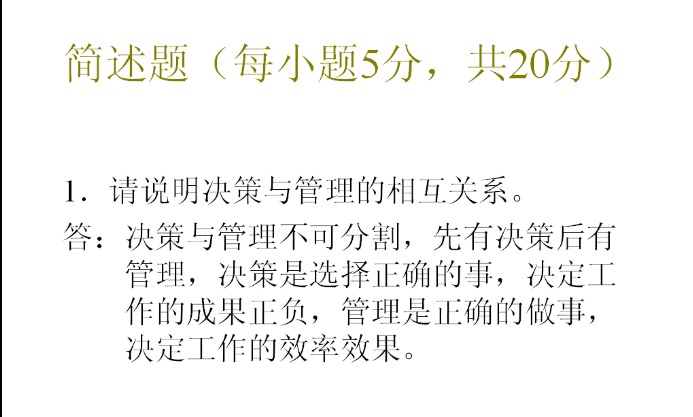 简述题（每小题5分，共20分）
1．请说明决策与管理的相互关系。
答：决策与管理不可分割，先有决策后有
管理，决策是选择正确的事，决定工
作的成果正负，管理是正确的做事，
决定工作的效率效果。